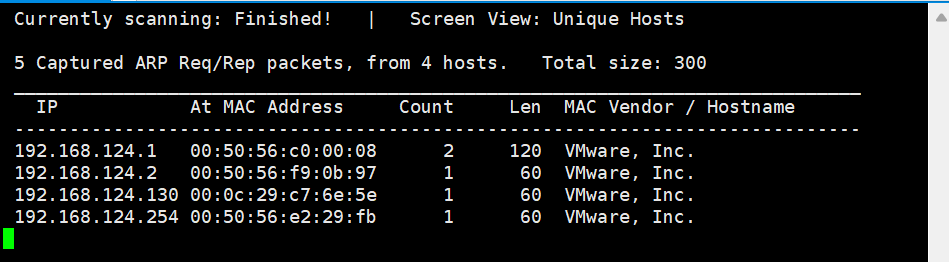 Currently scanning: Finished!   |   Screen View: Unique Hosts
5 Captured ARP Req/Rep packets, from 4 hosts.   Total size: 300
_____________________________________________________________________________
IP            At MAC Address     Count     Len  MAC Vendor / Hostname
-----------------------------------------------------------------------------
192.168.124.1   00:50:56:c0:00:08      2     120  VMware, Inc.
192.168.124.2   00:50:56:f9:0b:97      1      60  VMware, Inc.
192.168.124.130 00:0c:29:c7:6e:5e      1      60  VMware, Inc.
192.168.124.254 00:50:56:e2:29:fb      1      60  VMware, Inc.